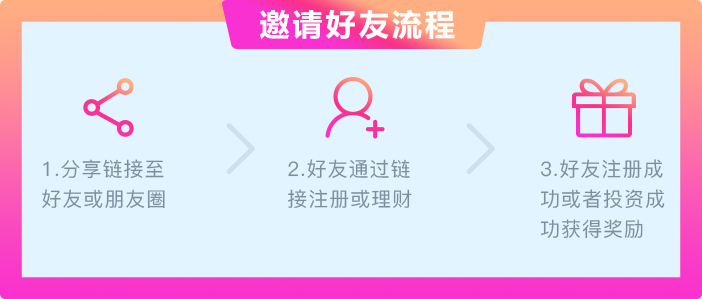 邀请好友流程
1.分享链接至
好友或朋友圈
2.好友通过链
接注册或理财
3.好友注册成
功或者投资成
功获得奖励